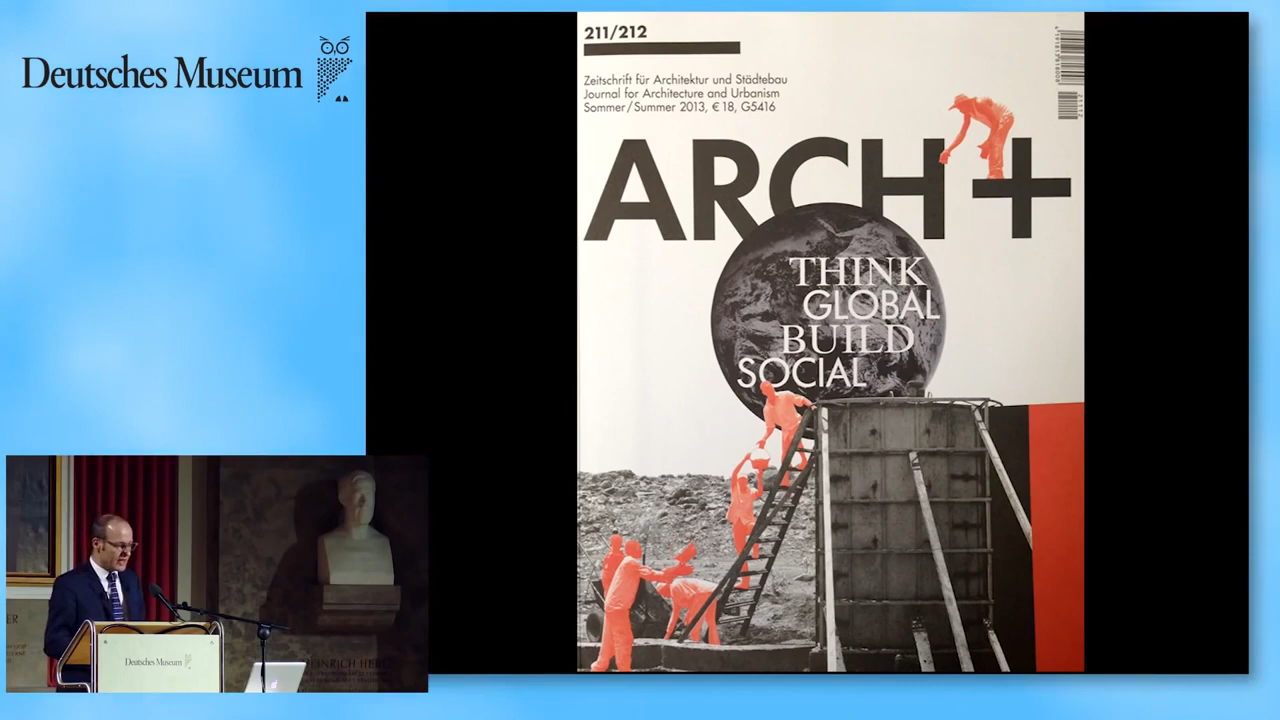 Deutsches Museum
211/212
Zeitschrift für Architektur und Städtebau
Journal for Architecture and Urbanism
Sommer/Summer 2013, € 18, G5416
ARCH+
THINK
GLOBAL
BUILD
SOCIAL
Deutsches Museum